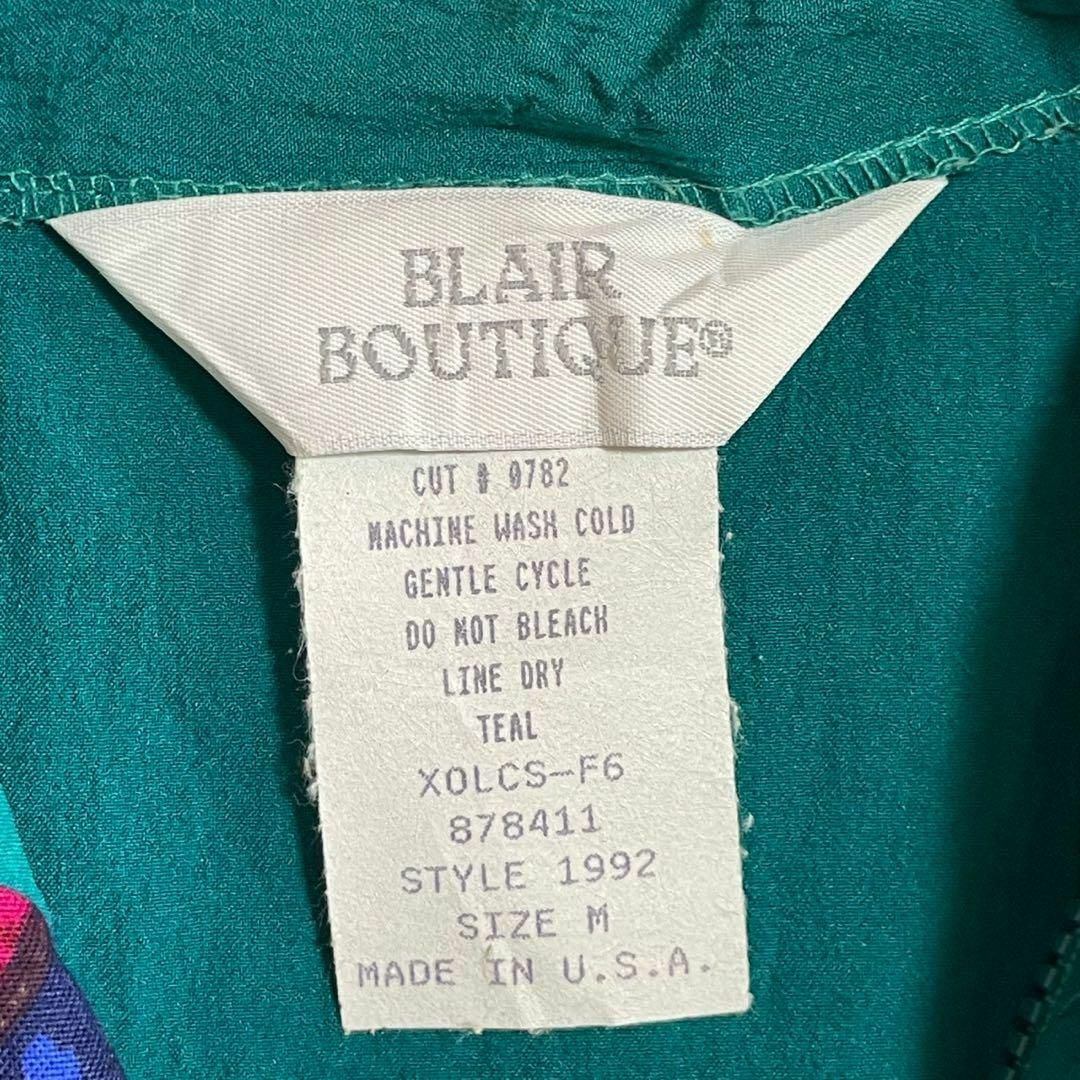 BLAIR
BOUTIQUE®
CUT # 0782
MACHINE WASH COLD
GENTLE CYCLE
DO NOT BLEACH
LINE DRY
TEAL
XOLCS-F6
878411
STYLE 1992
SIZE M
MADE IN U.S.A.